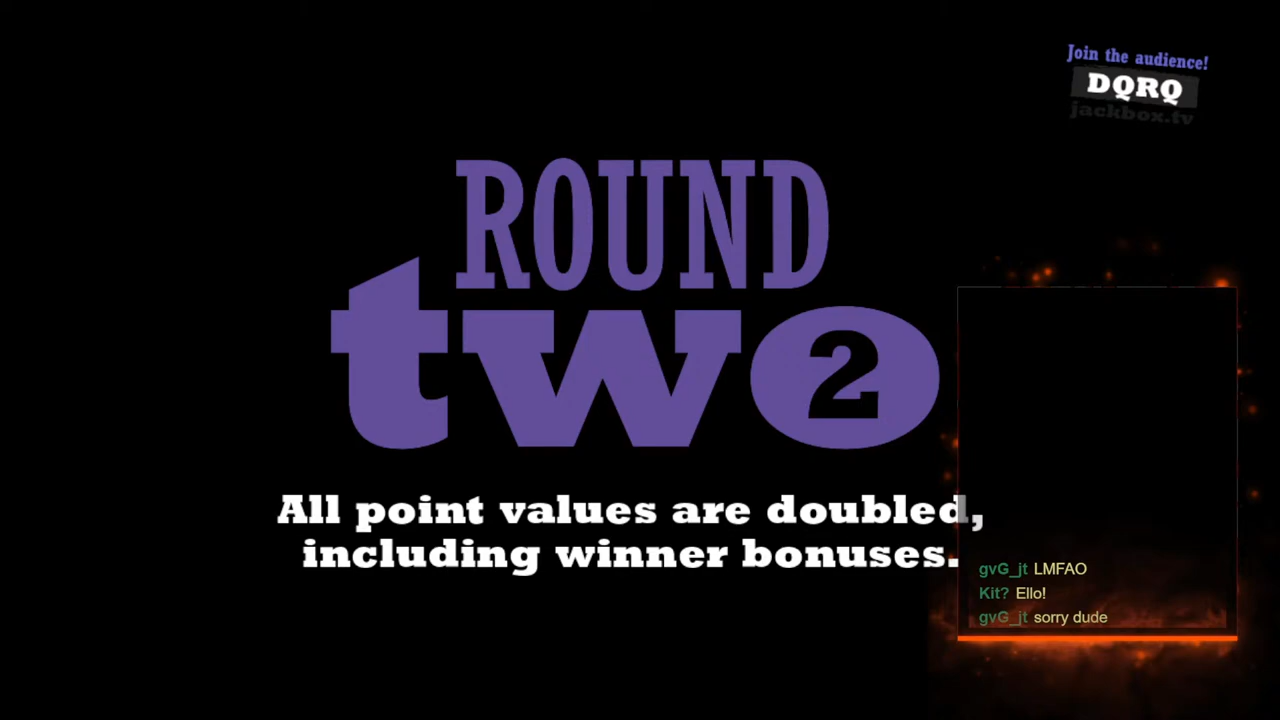 Join the audience!
DQRQ
jackbox.tv
ROUND
two
2
All point values are doubled,
including winner bonuses.
gvG_jt LMFAO
Kit? Ello!
gvG_jt sorry dude